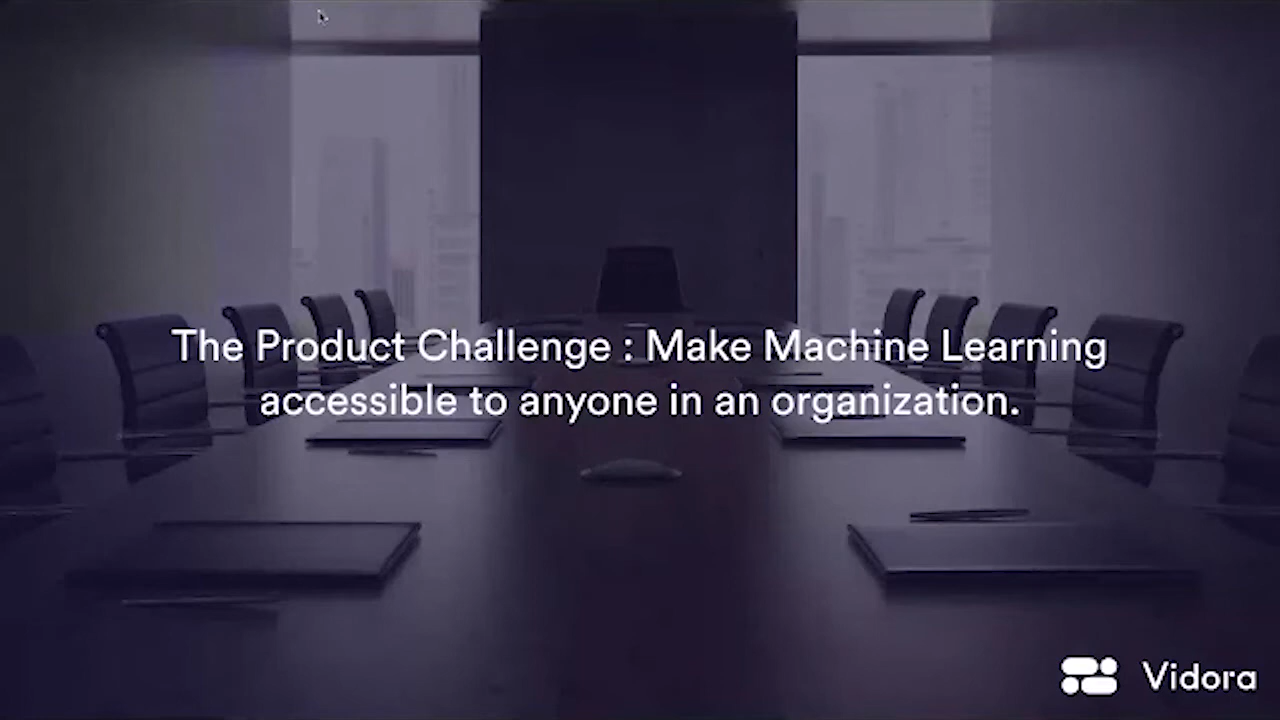 The Product Challenge : Make Machine Learning
accessible to anyone in an organization.
Vidora